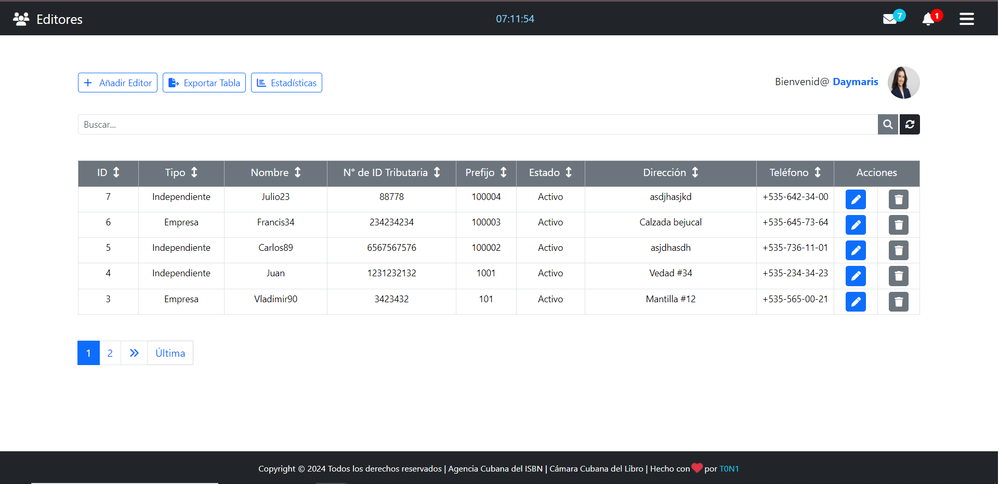 Editores 07:11:54 7 1
Añadir Editor Exportar Tabla Estadísticas Bienvenid@ Daymaris
Buscar...
ID Tipo Nombre N° de ID Tributaria Prefijo Estado Dirección Teléfono Acciones
7 Independiente Julio23 88778 100004 Activo asdjhasjkd +535-642-34-00
6 Empresa Francis34 234234234 100003 Activo Calzada bejucal +535-645-73-64
5 Independiente Carlos89 6567567576 100002 Activo asjdhasdh +535-736-11-01
4 Independiente Juan 1231232132 1001 Activo Vedad #34 +535-234-34-23
3 Empresa Vladimir90 3423432 101 Activo Mantilla #12 +535-565-00-21
1 2 Última
Copyright © 2024 Todos los derechos reservados | Agencia Cubana del ISBN | Cámara Cubana del Libro | Hecho con ❤ por T0N1